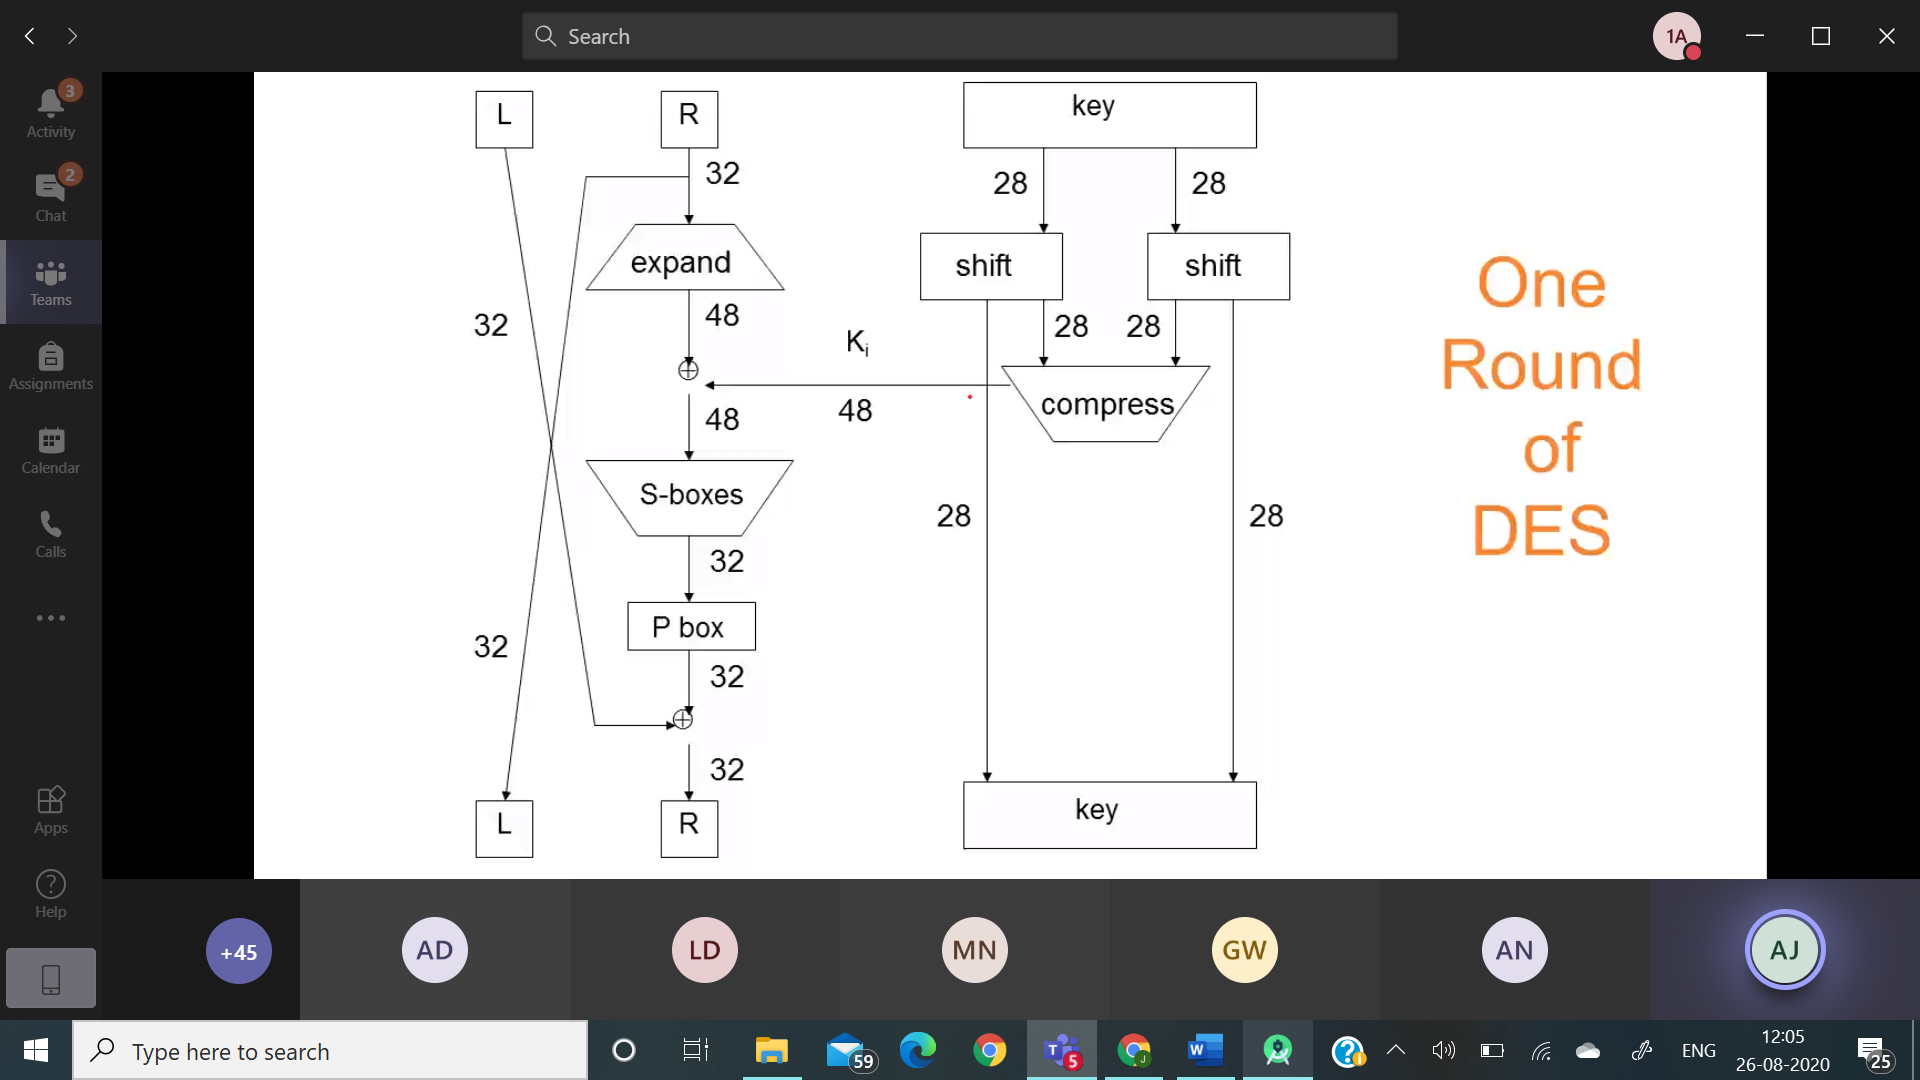 Search
1A
3
Activity
2
Chat
Teams
Assignments
Calendar
Calls
Apps
Help
L
R
key
32
28
28
expand
shift
shift
32
48
Ki
28
28
compress
48
48
S-boxes
28
28
32
P box
32
32
32
L
R
key
One
Round
of
DES
+45
AD
LD
MN
GW
AN
AJ
Type here to search
59
5
J
W
ENG
12:05
26-08-2020
25